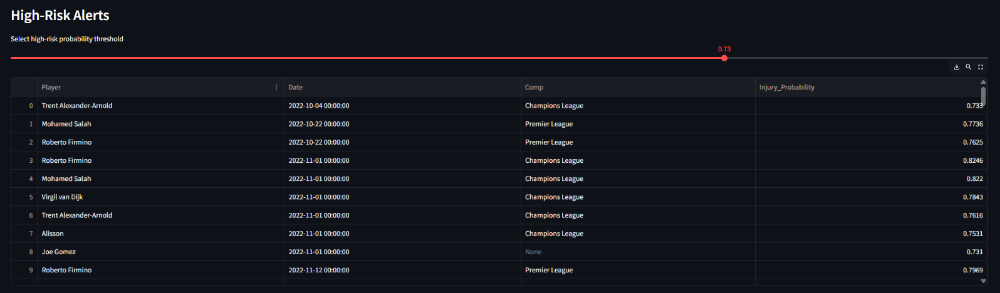 High-Risk Alerts
Select high-risk probability threshold
0.73
Player Date Comp Injury_Probability
0 Trent Alexander-Arnold 2022-10-04 00:00:00 Champions League 0.733
1 Mohamed Salah 2022-10-22 00:00:00 Premier League 0.7736
2 Roberto Firmino 2022-10-22 00:00:00 Premier League 0.7625
3 Roberto Firmino 2022-11-01 00:00:00 Champions League 0.8246
4 Mohamed Salah 2022-11-01 00:00:00 Champions League 0.822
5 Virgil van Dijk 2022-11-01 00:00:00 Champions League 0.7843
6 Trent Alexander-Arnold 2022-11-01 00:00:00 Champions League 0.7616
7 Alisson 2022-11-01 00:00:00 Champions League 0.7531
8 Joe Gomez 2022-11-01 00:00:00 None 0.731
9 Roberto Firmino 2022-11-12 00:00:00 Premier League 0.7969